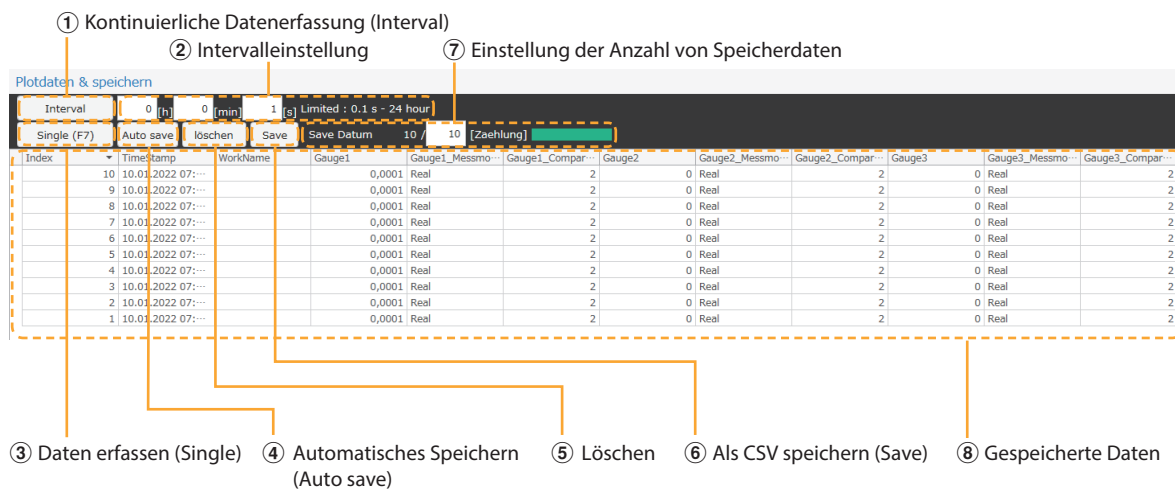 ① Kontinuierliche Datenerfassung (Interval)
② Intervalleinstellung ⑦ Einstellung der Anzahl von Speicherdaten
Plotdaten & speichern
Interval 0 [h] 0 [min] 1 [s] Limited : 0.1 s - 24 hour
Single (F7) Auto save löschen Save Save Datum 10 / 10 [Zaehlung]
Index TimeStamp WorkName Gauge1 Gauge1_Messmo··· Gauge1_Compar··· Gauge2 Gauge2_Messmo··· Gauge2_Compar··· Gauge3 Gauge3_Messmo··· Gauge3_Compar···
10 10.01.2022 07:··· 0,0001 Real 2 0 Real 2 0 Real 2
9 10.01.2022 07:··· 0,0001 Real 2 0 Real 2 0 Real 2
8 10.01.2022 07:··· 0,0001 Real 2 0 Real 2 0 Real 2
7 10.01.2022 07:··· 0,0001 Real 2 0 Real 2 0 Real 2
6 10.01.2022 07:··· 0,0001 Real 2 0 Real 2 0 Real 2
5 10.01.2022 07:··· 0,0001 Real 2 0 Real 2 0 Real 2
4 10.01.2022 07:··· 0,0001 Real 2 0 Real 2 0 Real 2
3 10.01.2022 07:··· 0,0001 Real 2 0 Real 2 0 Real 2
2 10.01.2022 07:··· 0,0001 Real 2 0 Real 2 0 Real 2
1 10.01.2022 07:··· 0,0001 Real 2 0 Real 2 0 Real 2
③ Daten erfassen (Single) ④ Automatisches Speichern ⑤ Löschen ⑥ Als CSV speichern (Save) ⑧ Gespeicherte Daten
(Auto save)